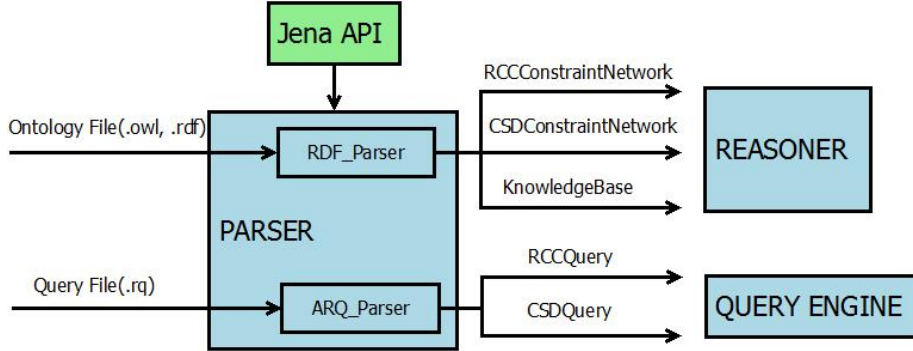 Jena API
RCCConstraintNetwork
Ontology File(.owl, .rdf)
CSDConstraintNetwork
RDF_Parser
REASONER
KnowledgeBase
PARSER
RCCQuery
Query File(.rq)
ARQ_Parser
CSDQuery
QUERY ENGINE